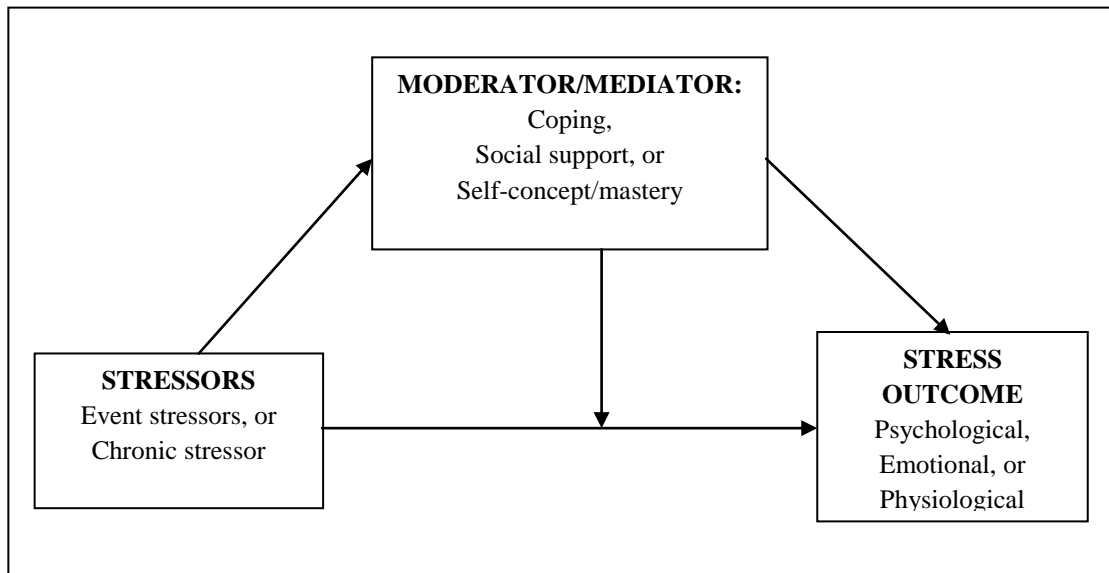 MODERATOR/MEDIATOR:
Coping,
Social support, or
Self-concept/mastery
STRESSORS
Event stressors, or
Chronic stressor
STRESS
OUTCOME
Psychological,
Emotional, or
Physiological